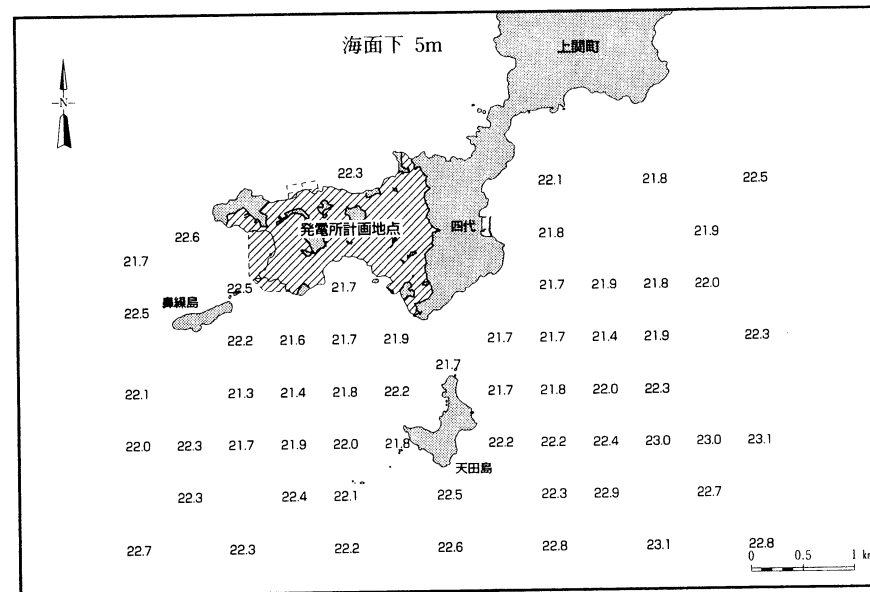 海面下 5m
上関町
N
22.3 22.1 21.8 22.5
発電所計画地点 四代
22.6 21.8 21.9
21.7
22.5 21.7 21.7 21.9 21.8 22.0
鼻繰島
22.5
22.2 21.6 21.7 21.9 21.7 21.7 21.4 21.9 22.3
21.7
22.1 21.3 21.4 21.8 22.2 21.7 21.8 22.0 22.3
22.0 22.3 21.7 21.9 22.0 21.8 22.2 22.2 22.4 23.0 23.0 23.1
天田島
22.3 22.4 22.1 22.5 22.3 22.9 22.7
22.7 22.3 22.2 22.6 22.8 23.1 22.8
0 0.5 1 km